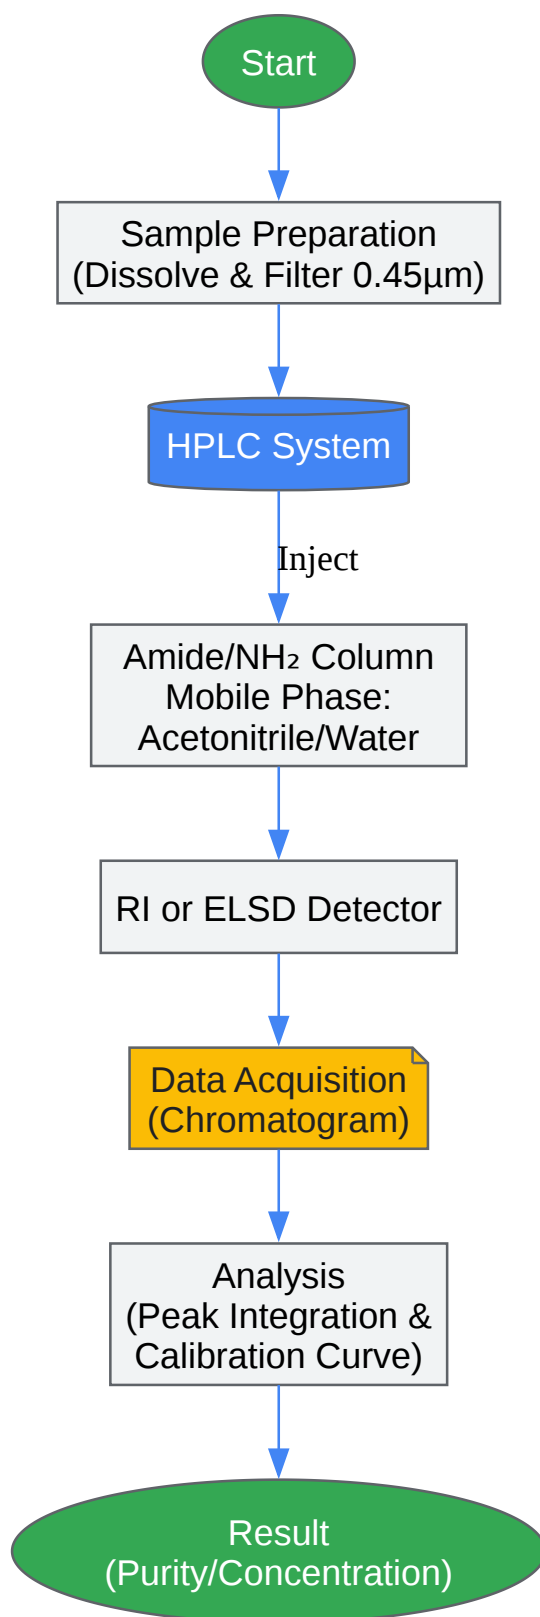 Start
Sample Preparation
(Dissolve & Filter 0.45µm)
HPLC System
Inject
Amide/NH₂ Column
Mobile Phase:
Acetonitrile/Water
RI or ELSD Detector
Data Acquisition
(Chromatogram)
Analysis
(Peak Integration &
Calibration Curve)
Result
(Purity/Concentration)